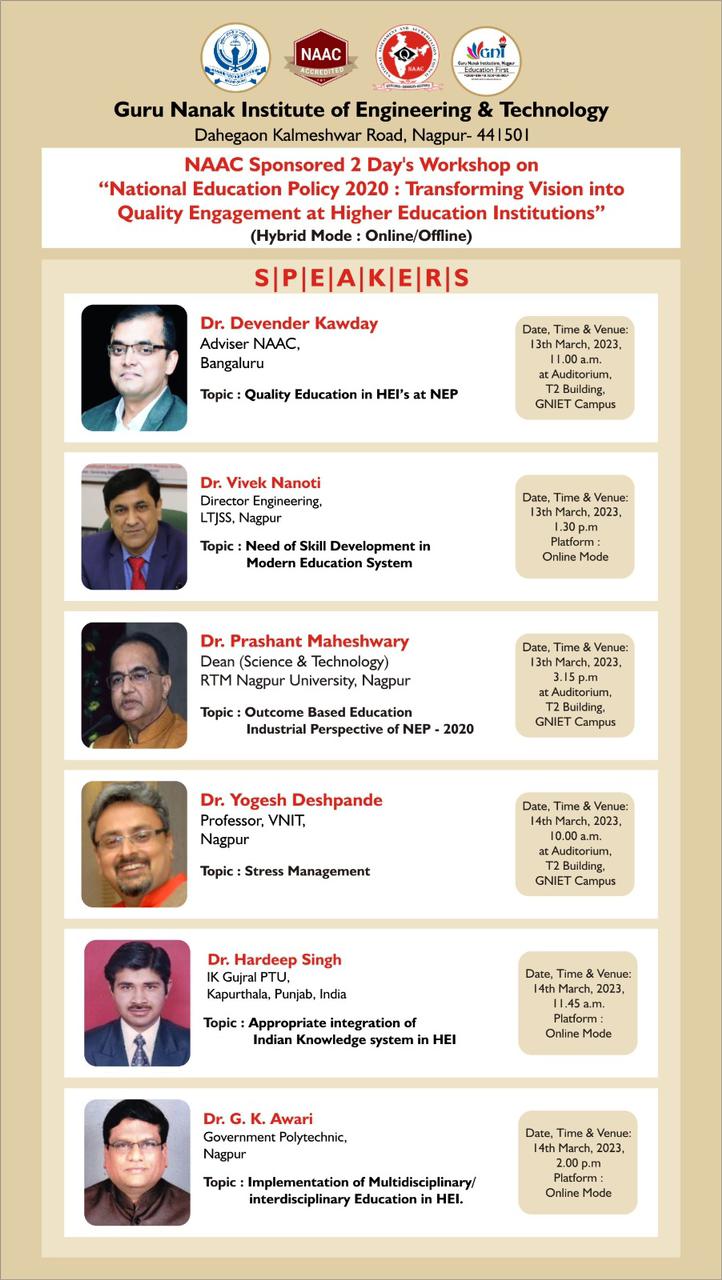 NAAC
ACCREDITED
NAAC
GNI
Guru Nanak Institutions, Nagpur
Education First
Guru Nanak Institute of Engineering & Technology
Dahegaon Kalmeshwar Road, Nagpur- 441501
NAAC Sponsored 2 Day's Workshop on
“National Education Policy 2020 : Transforming Vision into
Quality Engagement at Higher Education Institutions”
(Hybrid Mode : Online/Offline)
S|P|E|A|K|E|R|S
Dr. Devender Kawday
Adviser NAAC,
Bangaluru
Topic : Quality Education in HEI's at NEP
Date, Time & Venue:
13th March, 2023,
11.00 a.m.
at Auditorium,
T2 Building,
GNIET Campus
Dr. Vivek Nanoti
Director Engineering,
LTJSS, Nagpur
Topic : Need of Skill Development in
Modern Education System
Date, Time & Venue:
13th March, 2023,
1.30 p.m
Platform :
Online Mode
Dr. Prashant Maheshwary
Dean (Science & Technology)
RTM Nagpur University, Nagpur
Topic : Outcome Based Education
Industrial Perspective of NEP - 2020
Date, Time & Venue:
13th March, 2023,
3.15 p.m
at Auditorium,
T2 Building,
GNIET Campus
Dr. Yogesh Deshpande
Professor, VNIT,
Nagpur
Topic : Stress Management
Date, Time & Venue:
14th March, 2023,
10.00 a.m.
at Auditorium,
T2 Building,
GNIET Campus
Dr. Hardeep Singh
IK Gujral PTU,
Kapurthala, Punjab, India
Topic : Appropriate integration of
Indian Knowledge system in HEI
Date, Time & Venue:
14th March, 2023,
11.45 a.m.
Platform :
Online Mode
Dr. G. K. Awari
Government Polytechnic,
Nagpur
Topic : Implementation of Multidisciplinary/
interdisciplinary Education in HEI.
Date, Time & Venue:
14th March, 2023,
2.00 p.m
Platform :
Online Mode